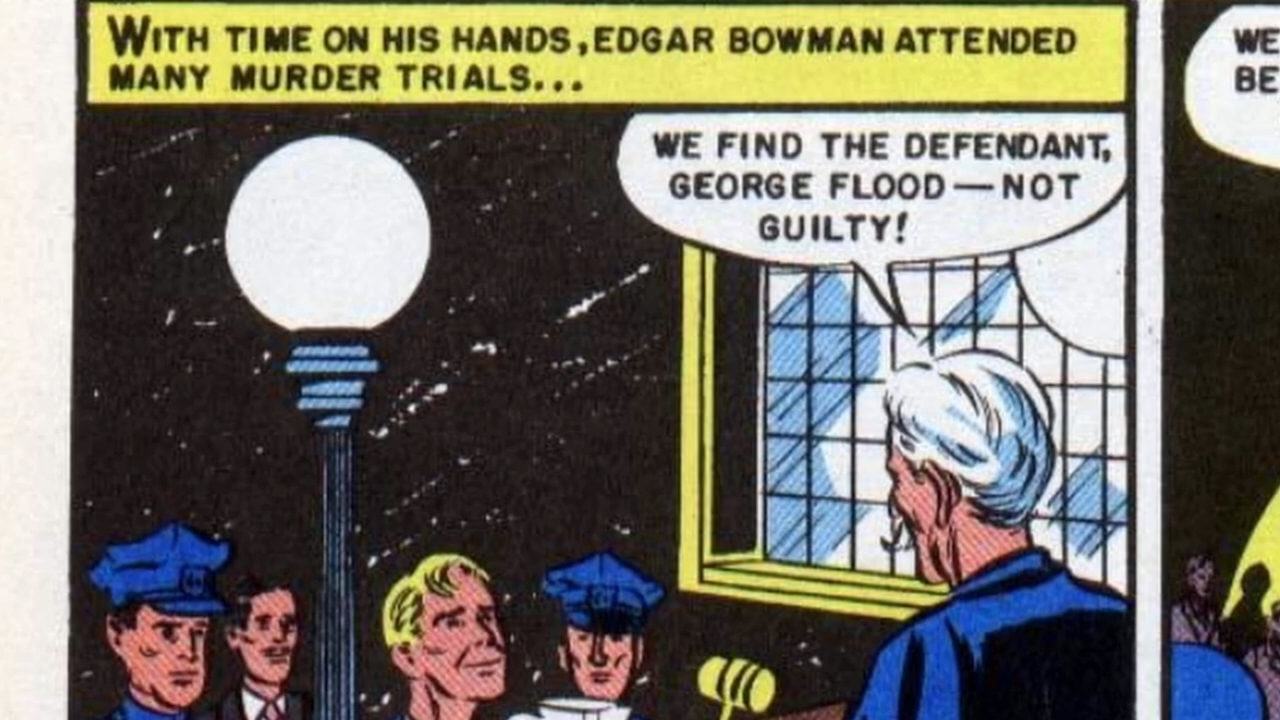 WITH TIME ON HIS HANDS, EDGAR BOWMAN ATTENDED
MANY MURDER TRIALS...
WE FIND THE DEFENDANT,
GEORGE FLOOD — NOT
GUILTY!
WE
BE